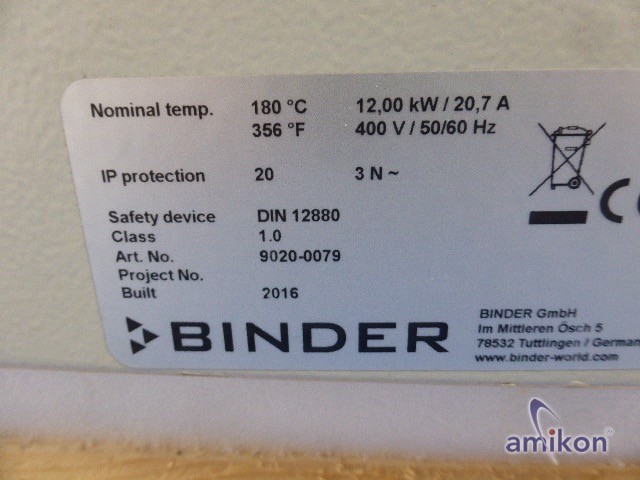 Nominal temp. 180 °C 12,00 kW / 20,7 A
356 °F 400 V / 50/60 Hz
IP protection 20 3 N ~
Safety device DIN 12880
Class 1.0
Art. No. 9020-0079
Project No.
Built 2016
BINDER
BINDER GmbH
Im Mittleren Ösch 5
78532 Tuttlingen / German
www.binder-world.com
CE
amikon